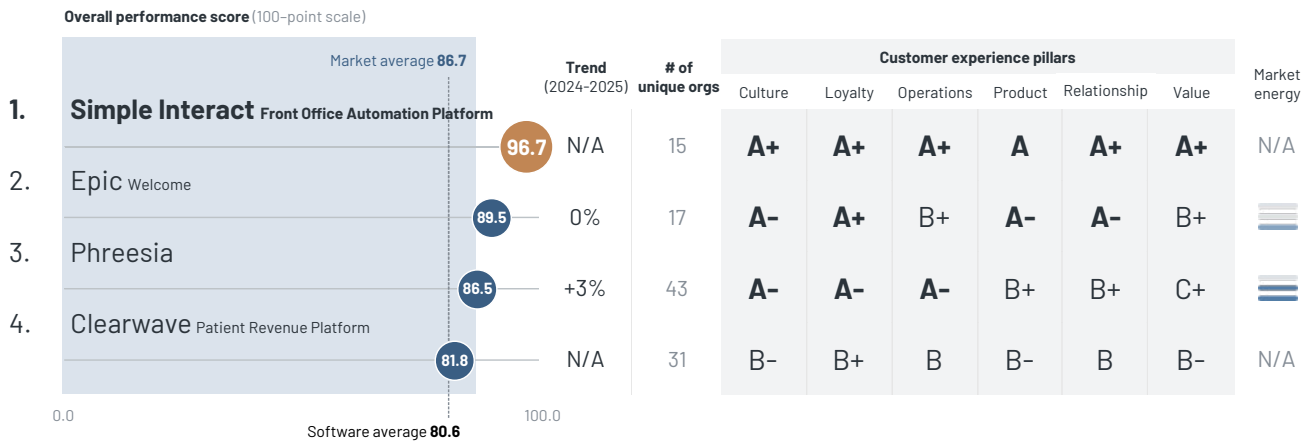 Overall performance score (100-point scale)
Market average 86.7
Trend
(2024-2025)
# of
unique orgs
Customer experience pillars
Culture Loyalty Operations Product Relationship Value
Market
energy
1. Simple Interact Front Office Automation Platform
96.7 N/A 15 A+ A+ A+ A A+ A+ N/A
2. Epic Welcome
89.5 0% 17 A- A+ B+ A- A- B+
3. Phreesia
86.5 +3% 43 A- A- A- B+ B+ C+
4. Clearwave Patient Revenue Platform
81.8 N/A 31 B- B+ B B- B B- N/A
0.0 100.0
Software average 80.6